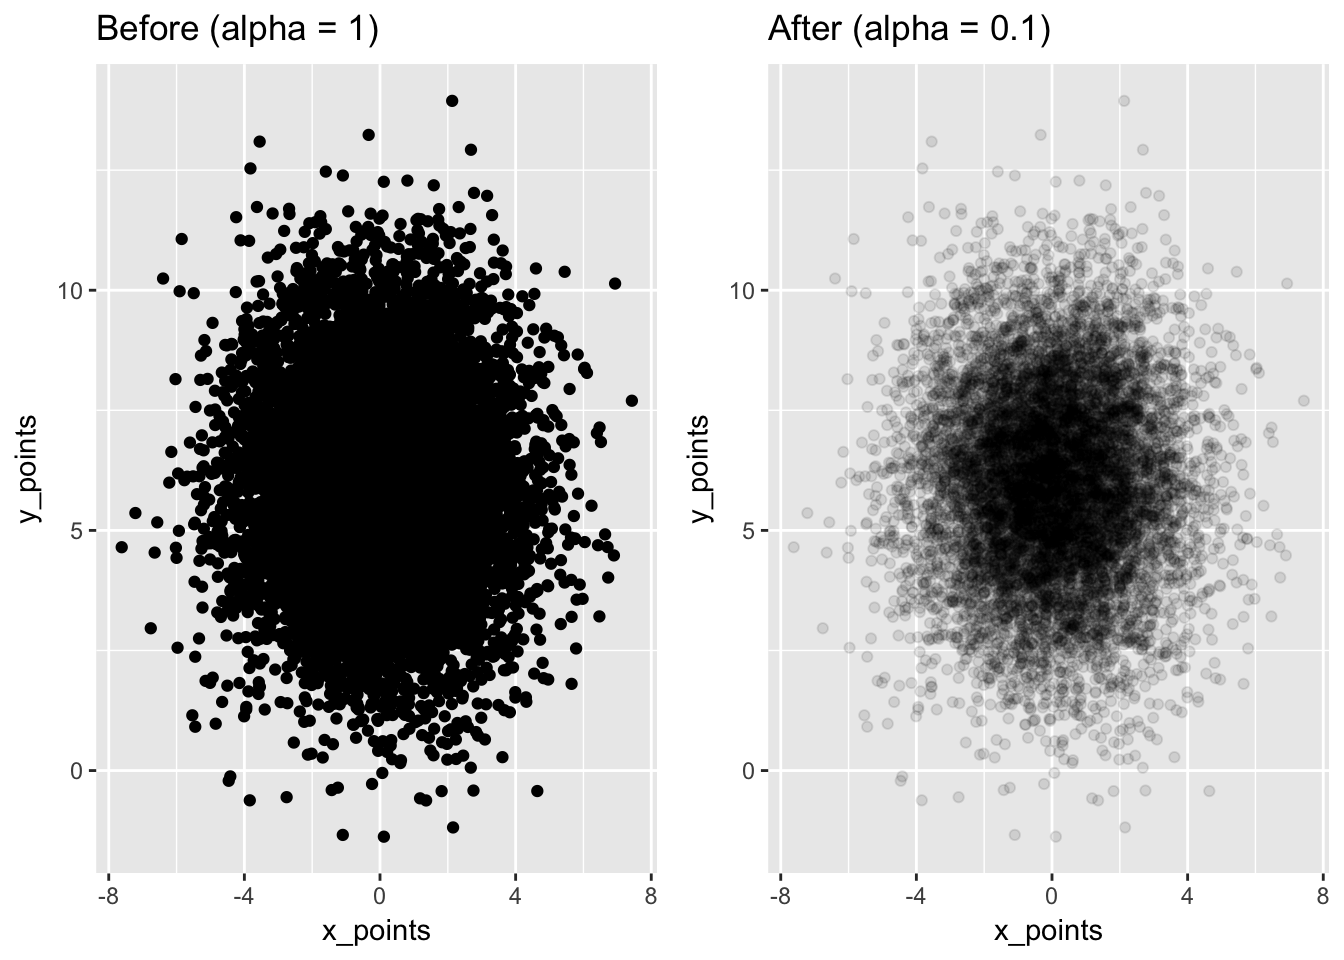 Before (alpha = 1)
y_points
10
5
0
-8 -4 0 4 8
x_points
After (alpha = 0.1)
y_points
10
5
0
-8 -4 0 4 8
x_points